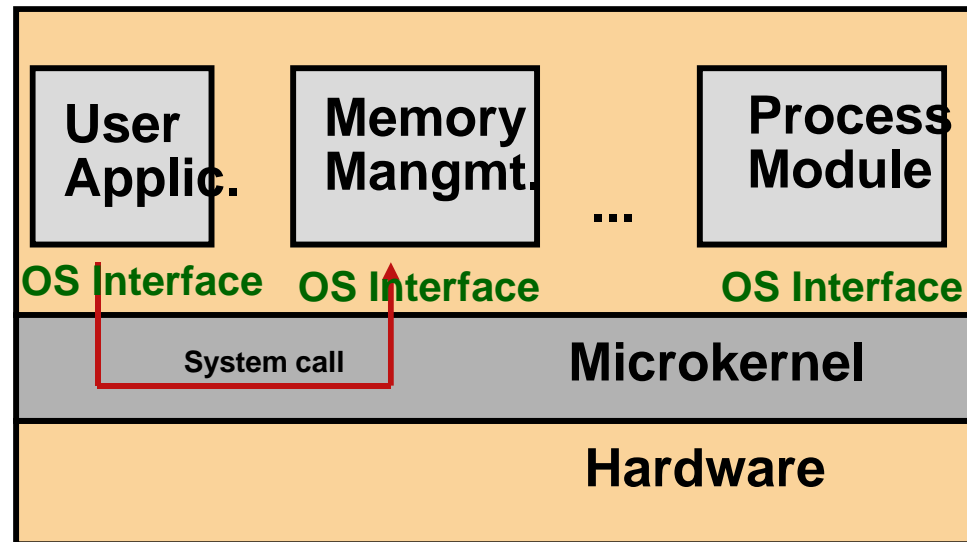 User
Applic.
Memory
Mangmt.
...
Process
Module
OS Interface
OS Interface
OS Interface
System call
Microkernel
Hardware